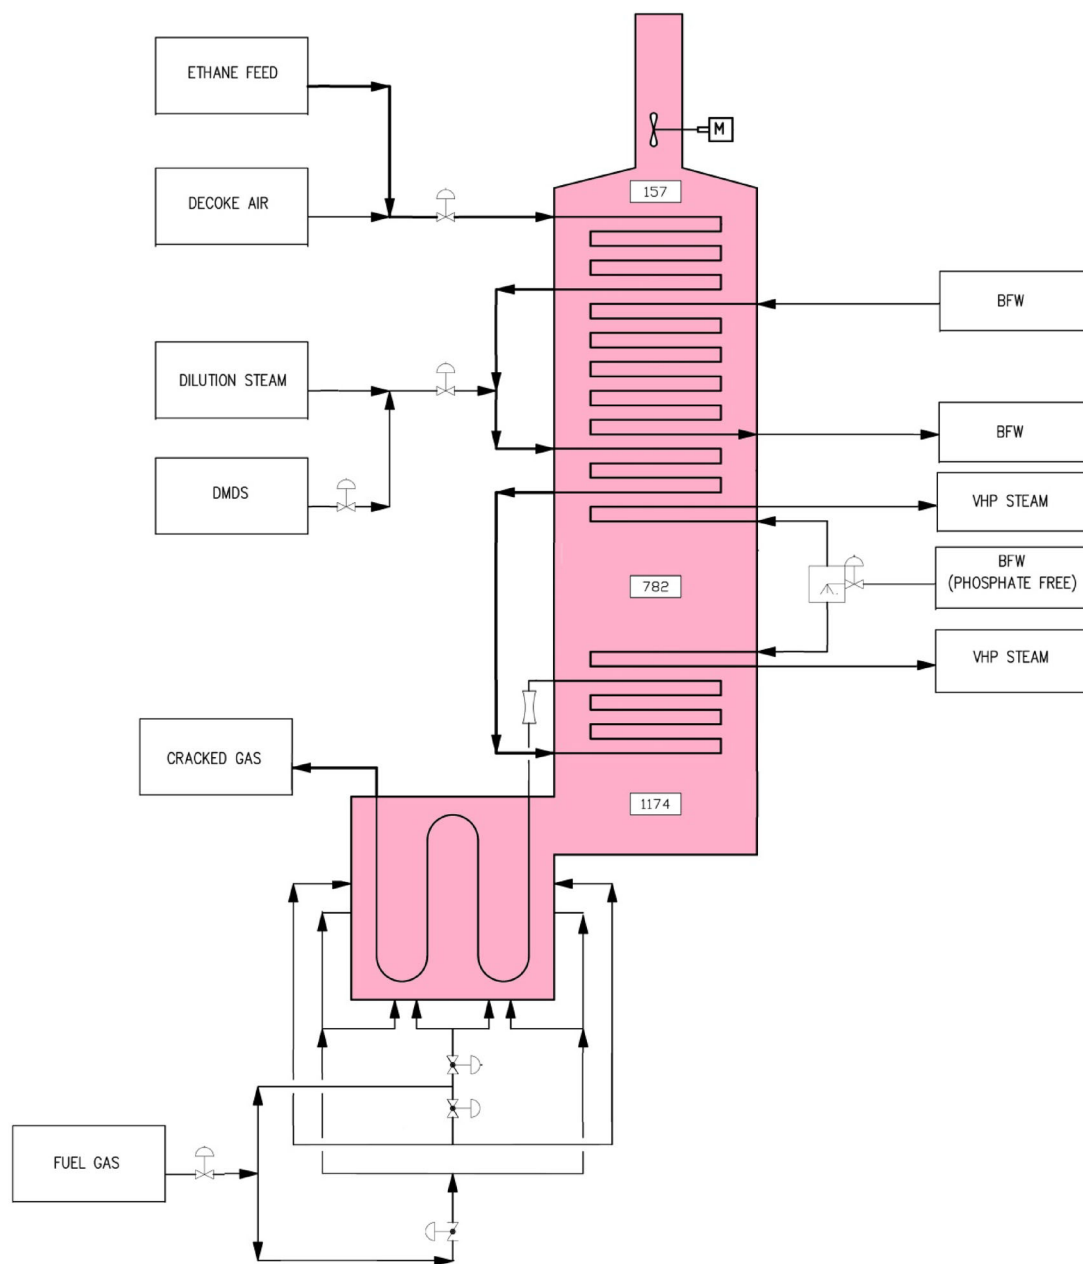 ETHANE FEED
M
DECOKE AIR
157
BFW
DILUTION STEAM
BFW
DMDS
VHP STEAM
782
BFW
(PHOSPHATE FREE)
VHP STEAM
CRACKED GAS
1174
FUEL GAS